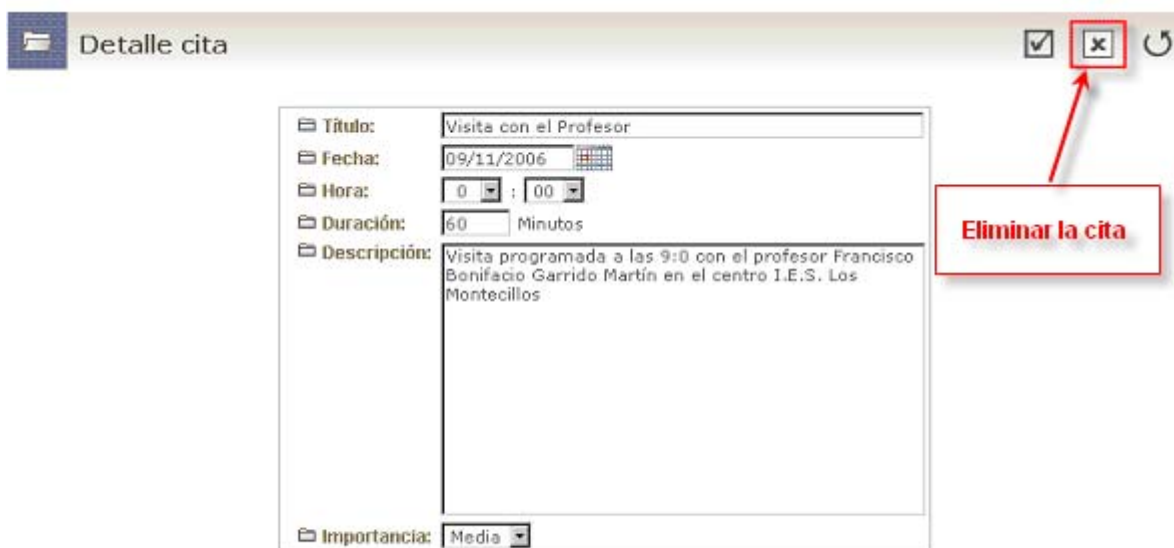 Detalle cita
Título: Visita con el Profesor
Fecha: 09/11/2006
Hora: 0 : 00
Duración: 60 Minutos
Descripción: Visita programada a las 9:0 con el profesor Francisco
Bonifacio Garrido Martín en el centro I.E.S. Los
Montecillos
Eliminar la cita
Importancia: Media